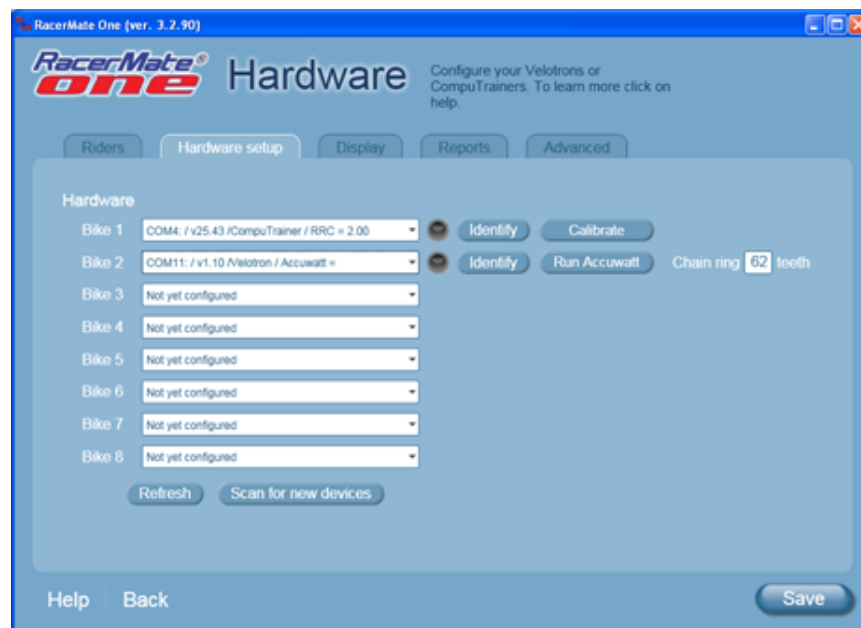 RacerMate One (ver. 3.2.90)
RacerMate®
one
Hardware
Configure your Velotrons or
CompuTrainers. To learn more click on
help.
Riders Hardware setup Display Reports Advanced
Hardware
Bike 1 COM4: / v25.43 /CompuTrainer / RRC = 2.00 Identify Calibrate
Bike 2 COM11: / v1.10 /Velotron / Accuwatt = Identify Run Accuwatt Chain ring 62 teeth
Bike 3 Not yet configured
Bike 4 Not yet configured
Bike 5 Not yet configured
Bike 6 Not yet configured
Bike 7 Not yet configured
Bike 8 Not yet configured
Refresh Scan for new devices
Help Back Save